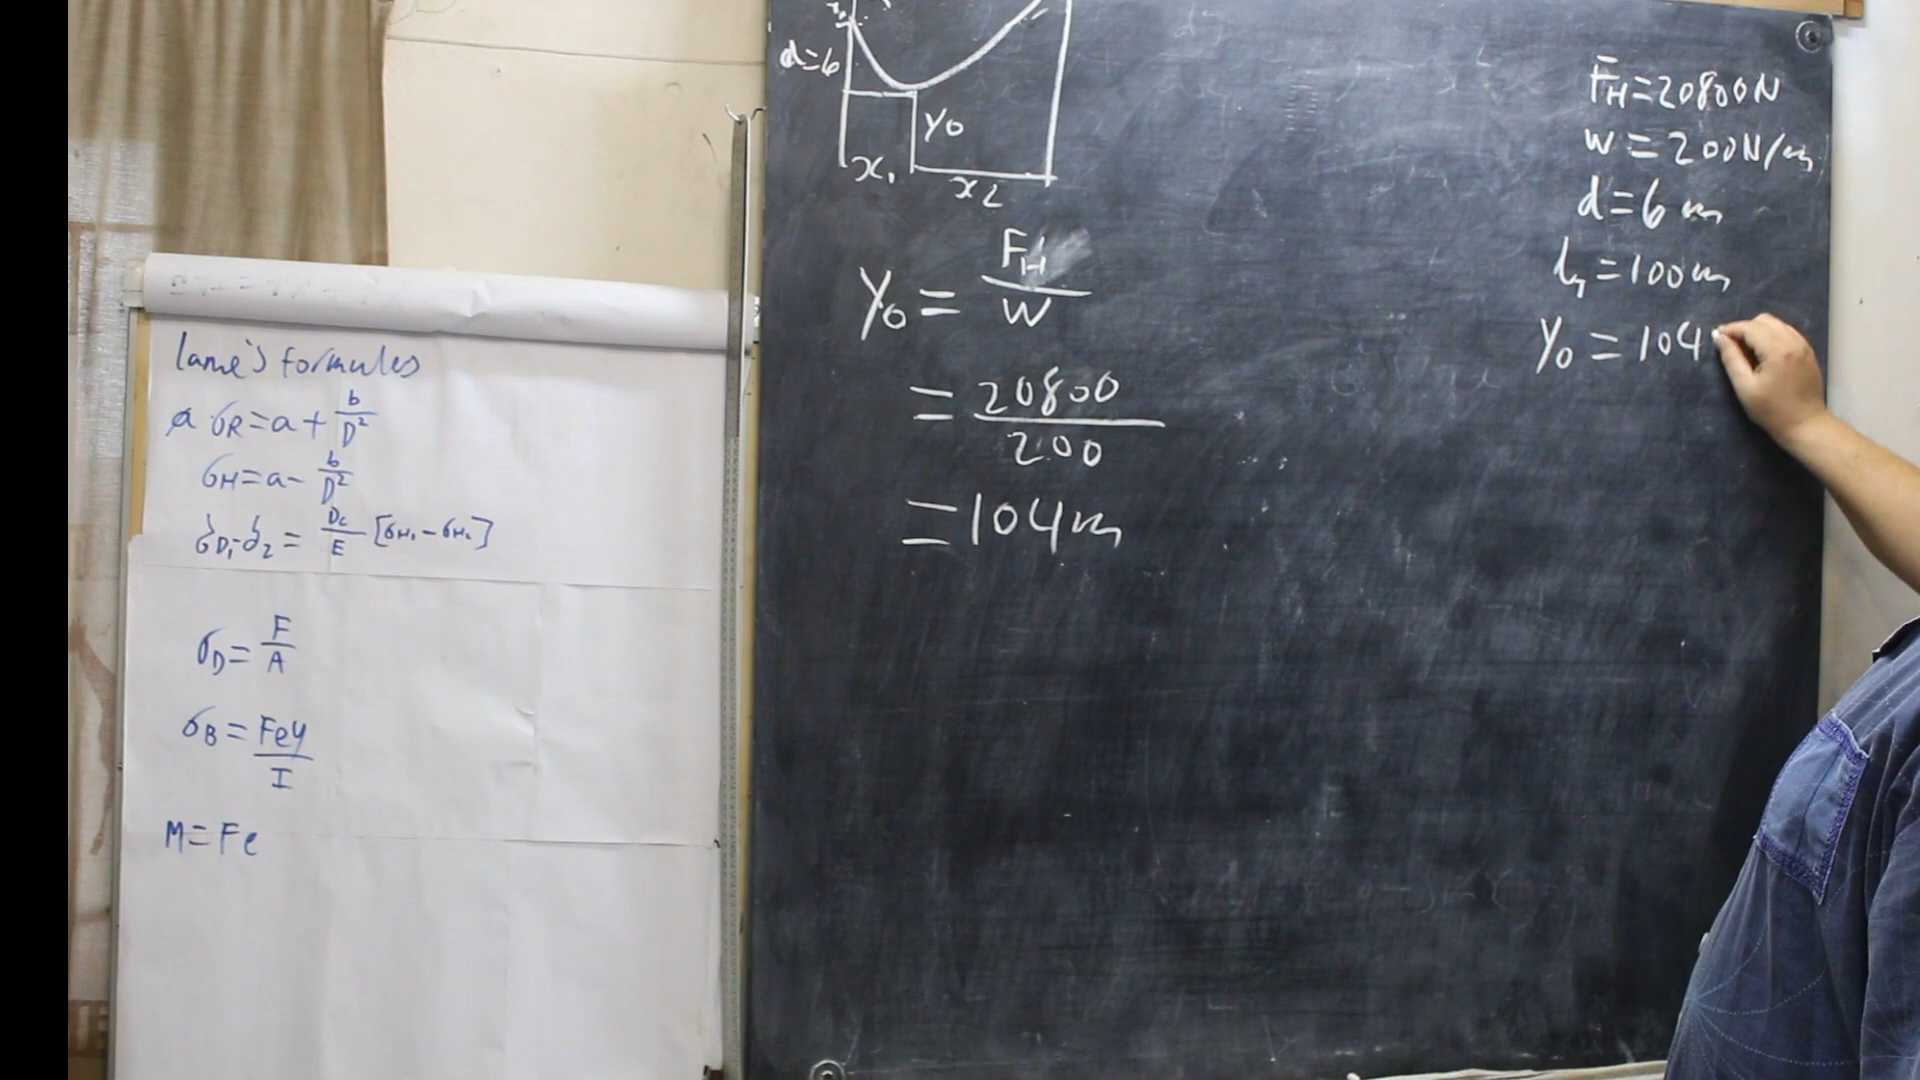 lame's formules
σR = a + b/D²
σH = a - b/D²
δD₁-δ₂ = Dc/E [σH₁ - σH₂]
σD = F/A
σB = Fey/I
M = Fe
d=6
y₀
x₁
x₂
y₀ = FH/W
= 20800/200
= 104m
FH = 20800N
w = 200N/m
d = 6m
l₁ = 100m
y₀ = 104